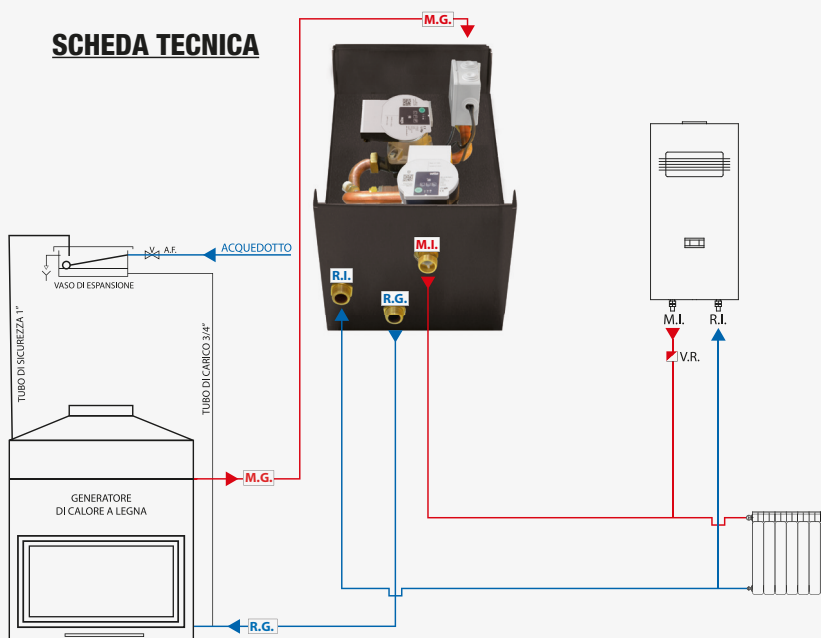 SCHEDA TECNICA
M.G.
ACQUEDOTTO
V
A.F.
VASO DI ESPANSIONE
TUBO DI SICUREZZA 1"
TUBO DI CARICO 3/4"
M.I.
R.I.
R.G.
M.I.
R.I.
V.R.
M.G.
GENERATORE
DI CALORE A LEGNA
R.G.